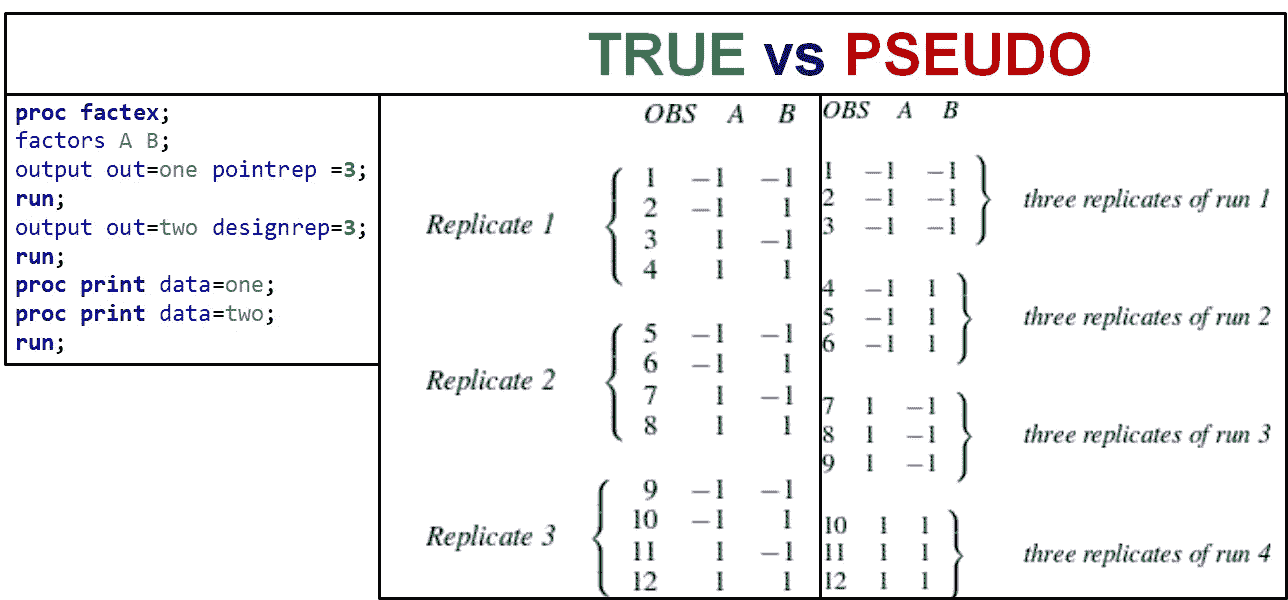 TRUE vs PSEUDO
proc factex;
factors A B;
output out=one pointrep =3;
run;
output out=two designrep=3;
run;
proc print data=one;
proc print data=two;
run;
OBS A B
Replicate 1
1 −1 −1
2 −1 1
3 1 −1
4 1 1
Replicate 2
5 −1 −1
6 −1 1
7 1 −1
8 1 1
Replicate 3
9 −1 −1
10 −1 1
11 1 −1
12 1 1
OBS A B
1 −1 −1
2 −1 −1
3 −1 −1
three replicates of run 1
4 −1 1
5 −1 1
6 −1 1
three replicates of run 2
7 1 −1
8 1 −1
9 1 −1
three replicates of run 3
10 1 1
11 1 1
12 1 1
three replicates of run 4